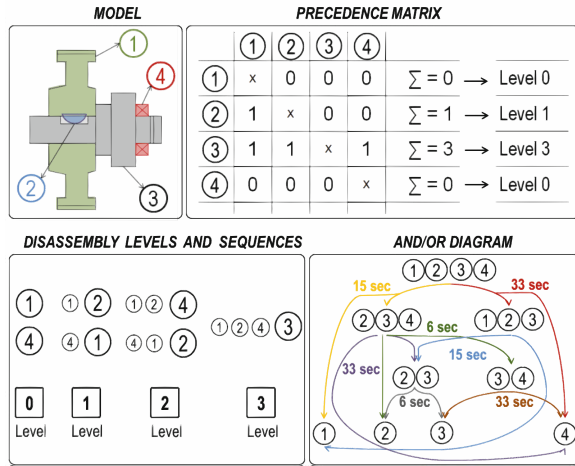 MODEL
1
4
2
3
PRECEDENCE MATRIX
1 2 3 4
1 x 0 0 0 ∑ = 0 → Level 0
2 1 x 0 0 ∑ = 1 → Level 1
3 1 1 x 1 ∑ = 3 → Level 3
4 0 0 0 x ∑ = 0 → Level 0
DISASSEMBLY LEVELS AND SEQUENCES
1 1 2 1 2 4
4 4 1 4 1 2
1 2 4 3
0 1 2 3
Level Level Level Level
AND/OR DIAGRAM
1 2 3 4
15 sec 33 sec
2 3 4 1 2 3
6 sec
33 sec 15 sec
2 3 3 4
6 sec 33 sec
1 2 3 4